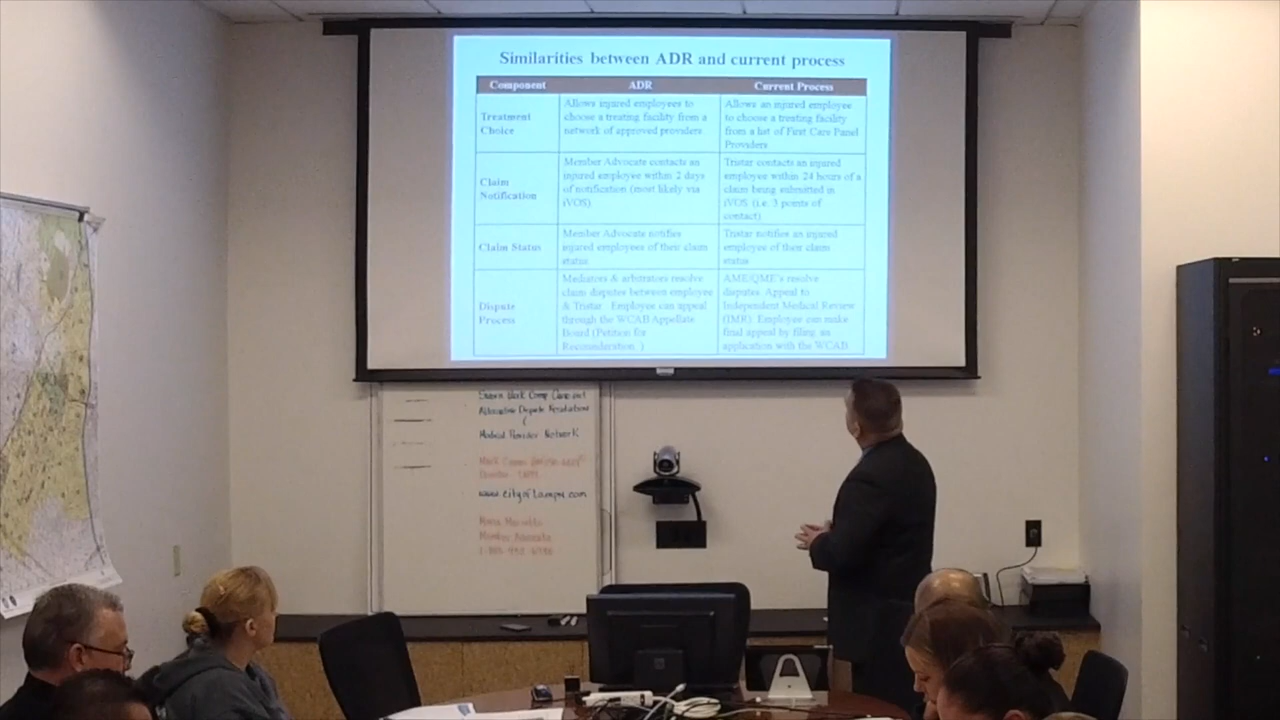 Similarities between ADR and current process
Component ADR Current Process
Treatment
Choice
Allows injured employees to
choose a treating facility from a
network of approved providers.
Allows an injured employee
to choose a treating facility
from a list of First Care Panel
Providers
Claim
Notification
Member Advocate contacts an
injured employee within 2 days
of notification (most likely via
iVOS)
Tristar contacts an injured
employee within 24 hours of a
claim being submitted in
iVOS (i.e. 3 points of
contact)
Claim Status
Member Advocate notifies
injured employees of their claim
status
Tristar notifies an injured
employee of their claim
status
Dispute
Process
Mediators & arbitrators resolve
claim disputes between employee
& Tristar. Employee can appeal
through the WCAB Appellate
Board (Petition for
Reconsideration )
AME/QME's resolve
disputes. Appeal to
Independent Medical Review
(IMR). Employee can make
final appeal by filing an
application with the WCAB
Work Comp
Alternative Dispute Resolution
Medical Provider Network
Member Advocate